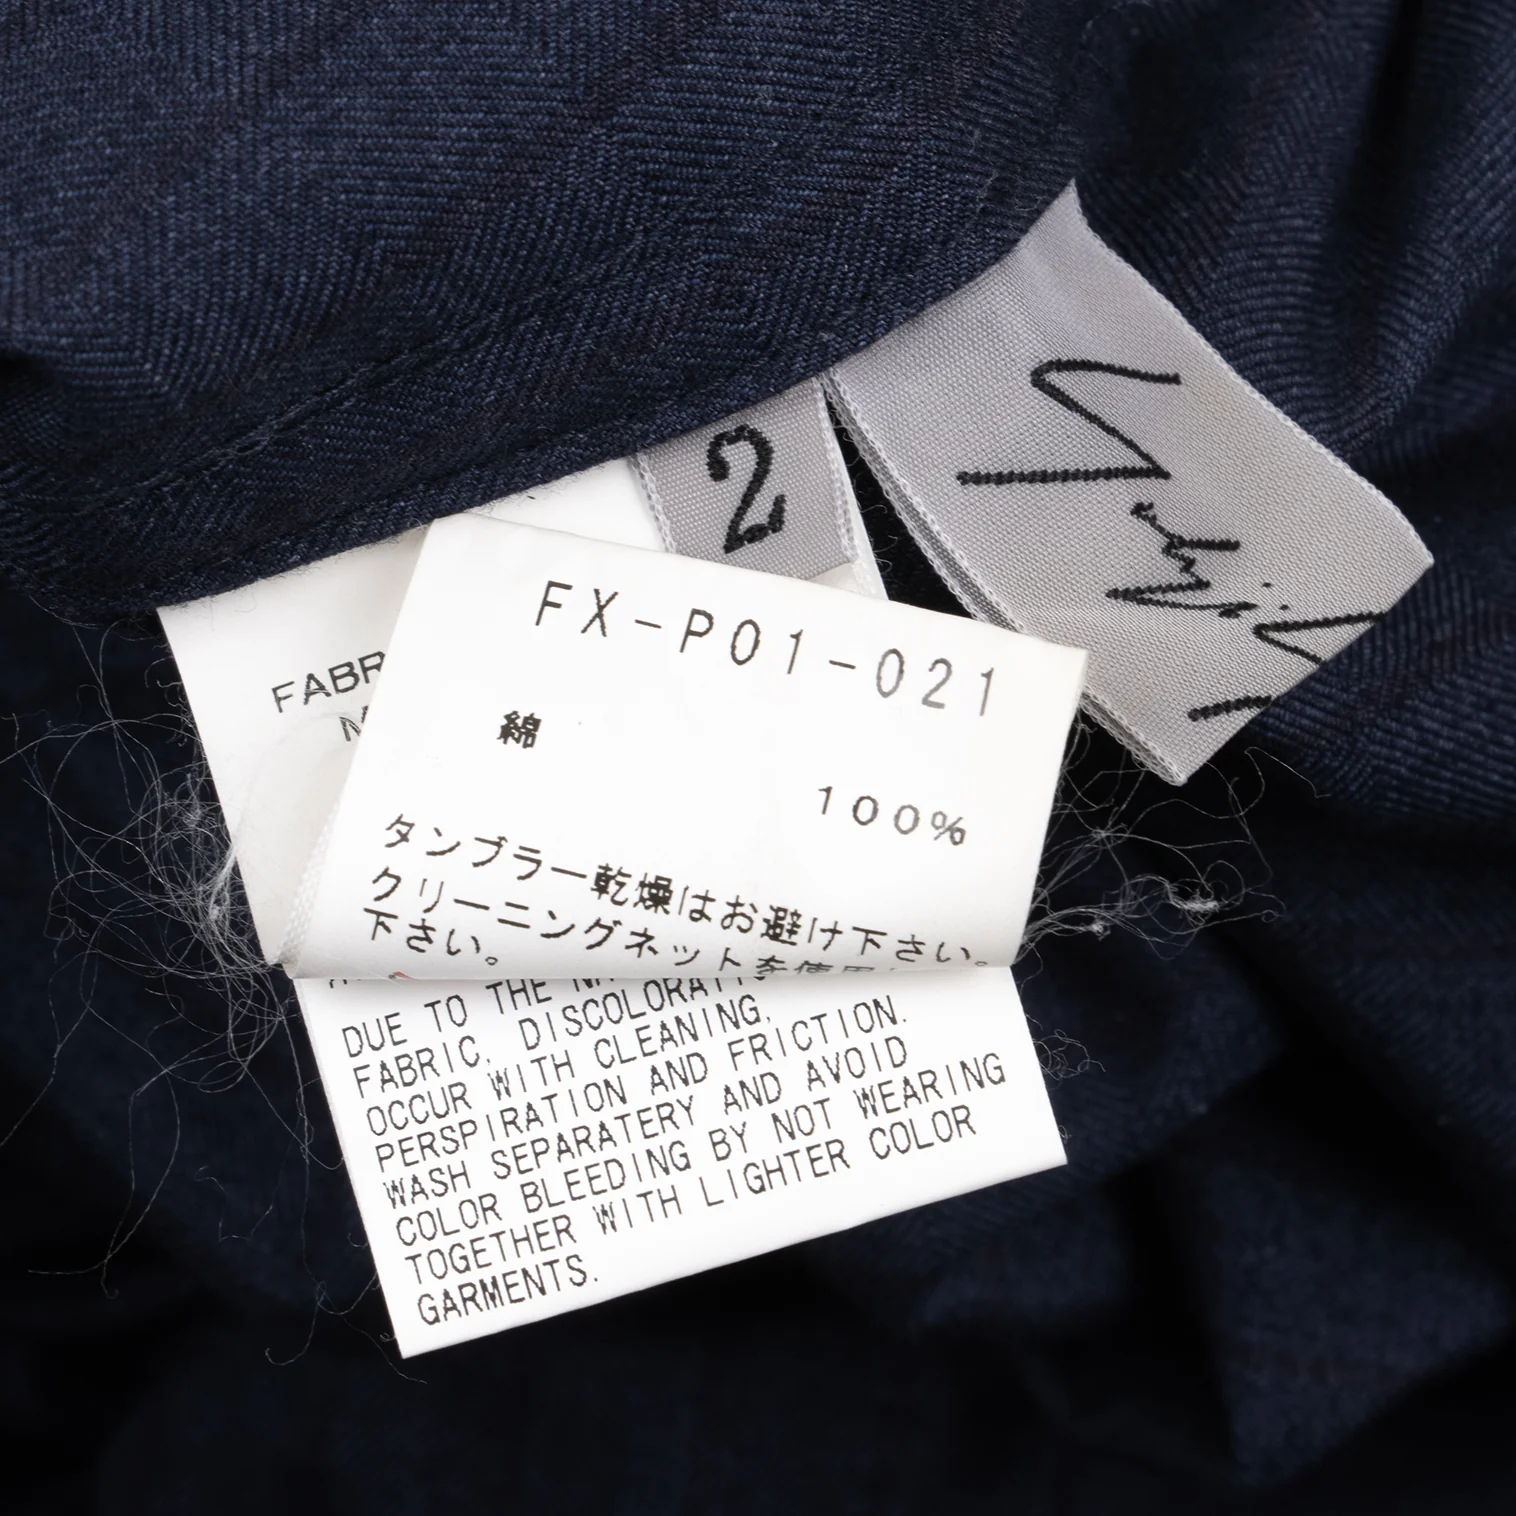 2
FX-P01-021
綿
100%
タンブラー乾燥はお避け下さい。
クリーニングネットを使用
下さい。
DUE TO THE
FABRIC, DISCOLORATI
OCCUR WITH CLEANING,
PERSPIRATION AND FRICTION.
WASH SEPARATERY AND AVOID
COLOR BLEEDING BY NOT WEARING
TOGETHER WITH LIGHTER COLOR
GARMENTS.
FABR